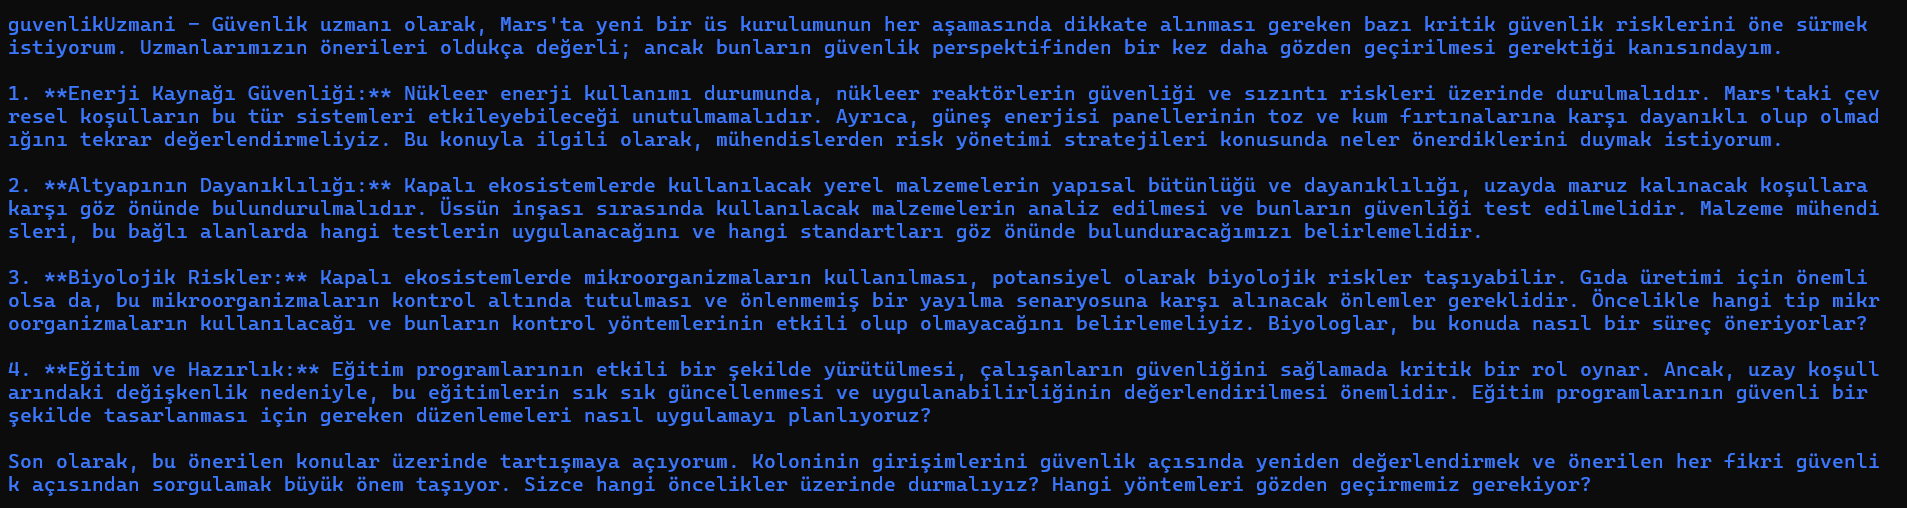 guvenlikUzmani – Güvenlik uzmanı olarak, Mars'ta yeni bir üs kurulumunun her aşamasında dikkate alınması gereken bazı kritik güvenlik risklerini öne sürmek
istiyorum. Uzmanlarımızın önerileri oldukça değerli; ancak bunların güvenlik perspektifinden bir kez daha gözden geçirilmesi gerektiği kanısındayım.
1. **Enerji Kaynağı Güvenliği:** Nükleer enerji kullanımı durumunda, nükleer reaktörlerin güvenliği ve sızıntı riskleri üzerinde durulmalıdır. Mars'taki çev
resel koşulların bu tür sistemleri etkileyebileceği unutulmamalıdır. Ayrıca, güneş enerjisi panellerinin toz ve kum fırtınalarına karşı dayanıklı olup olmad
ığını tekrar değerlendirmeliyiz. Bu konuyla ilgili olarak, mühendislerden risk yönetimi stratejileri konusunda neler önerdiklerini duymak istiyorum.
2. **Altyapının Dayanıklılığı:** Kapalı ekosistemlerde kullanılacak yerel malzemelerin yapısal bütünlüğü ve dayanıklılığı, uzayda maruz kalınacak koşullara
karşı göz önünde bulundurulmalıdır. Üssün inşası sırasında kullanılacak malzemelerin analiz edilmesi ve bunların güvenliği test edilmelidir. Malzeme mühendi
sleri, bu bağlı alanlarda hangi testlerin uygulanacağını ve hangi standartları göz önünde bulunduracağımızı belirlemelidir.
3. **Biyolojik Riskler:** Kapalı ekosistemlerde mikroorganizmaların kullanılması, potansiyel olarak biyolojik riskler taşıyabilir. Gıda üretimi için önemli
olsa da, bu mikroorganizmaların kontrol altında tutulması ve önlenmemiş bir yayılma senaryosuna karşı alınacak önlemler gereklidir. Öncelikle hangi tip mikr
oorganizmaların kullanılacağı ve bunların kontrol yöntemlerinin etkili olup olmayacağını belirlemeliyiz. Biyologlar, bu konuda nasıl bir süreç öneriyorlar?
4. **Eğitim ve Hazırlık:** Eğitim programlarının etkili bir şekilde yürütülmesi, çalışanların güvenliğini sağlamada kritik bir rol oynar. Ancak, uzay koşull
arındaki değişkenlik nedeniyle, bu eğitimlerin sık sık güncellenmesi ve uygulanabilirliğinin değerlendirilmesi önemlidir. Eğitim programlarının güvenli bir
şekilde tasarlanması için gereken düzenlemeleri nasıl uygulamayı planlıyoruz?
Son olarak, bu önerilen konular üzerinde tartışmaya açıyorum. Koloninin girişimlerini güvenlik açısında yeniden değerlendirmek ve önerilen her fikri güvenli
k açısından sorgulamak büyük önem taşıyor. Sizce hangi öncelikler üzerinde durmalıyız? Hangi yöntemleri gözden geçirmemiz gerekiyor?